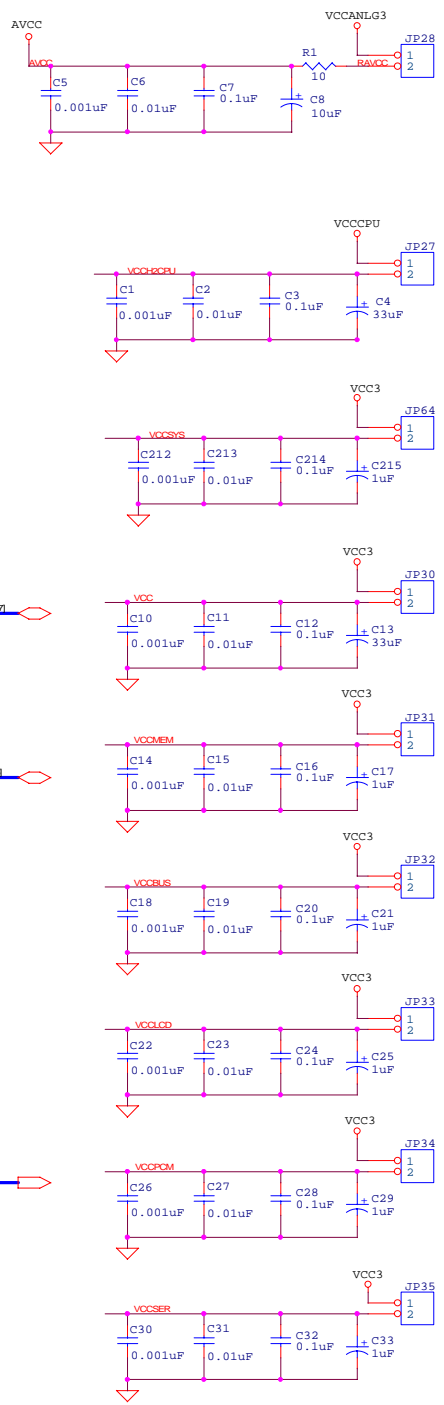 AVCC
VCCANLG3
JP28
R1
1
AVCC
10
RAVCC
2
C5
0.001uF
C6
0.01uF
C7
0.1uF
C8
10uF
VCCCPU
JP27
1
VCCH2CPU
2
C1
0.001uF
C2
0.01uF
C3
0.1uF
C4
33uF
VCC3
JP64
1
VCCSYS
2
C212
0.001uF
C213
0.01uF
C214
0.1uF
C215
1uF
VCC3
JP30
1
VCC
2
C10
0.001uF
C11
0.01uF
C12
0.1uF
C13
33uF
VCC3
JP31
1
VCCMEM
2
C14
0.001uF
C15
0.01uF
C16
0.1uF
C17
1uF
VCC3
JP32
1
VCCBUS
2
C18
0.001uF
C19
0.01uF
C20
0.1uF
C21
1uF
VCC3
JP33
1
VCCLCD
2
C22
0.001uF
C23
0.01uF
C24
0.1uF
C25
1uF
VCC3
JP34
1
VCCPCM
2
C26
0.001uF
C27
0.01uF
C28
0.1uF
C29
1uF
VCC3
JP35
1
VCCSER
2
C30
0.001uF
C31
0.01uF
C32
0.1uF
C33
1uF